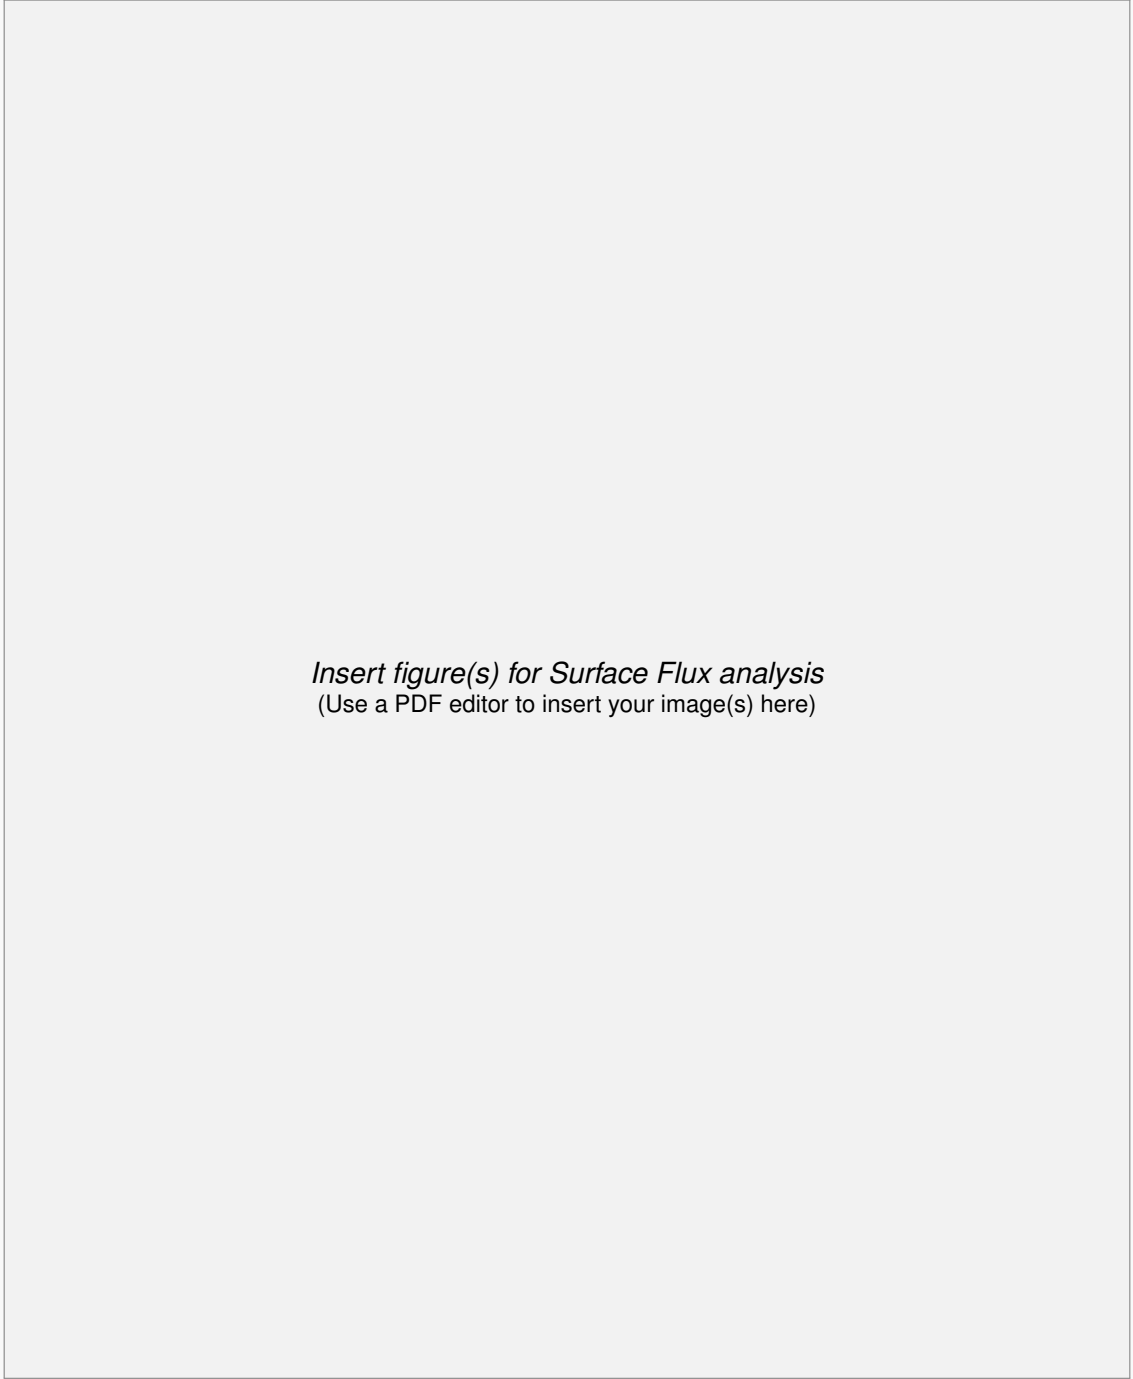 Insert figure(s) for Surface Flux analysis
(Use a PDF editor to insert your image(s) here)